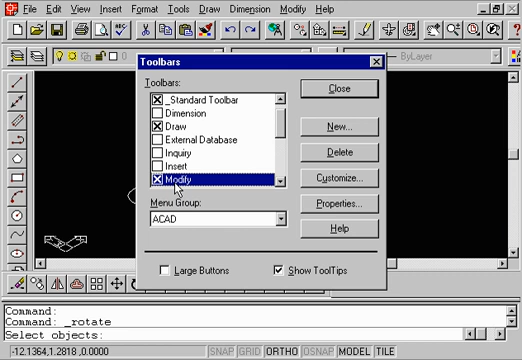 File Edit View Insert Format Tools Draw Dimension Modify Help
ABC
0
ByLayer
Toolbars
Toolbars:
_Standard Toolbar
Dimension
Draw
External Database
Inquiry
Insert
Modify
Menu Group:
ACAD
Close
New...
Delete
Customize...
Properties...
Help
Large Buttons
Show ToolTips
Command:
Command: _rotate
Select objects:
-12.1364,1.2818 ,0.0000
SNAP GRID ORTHO OSNAP MODEL TILE